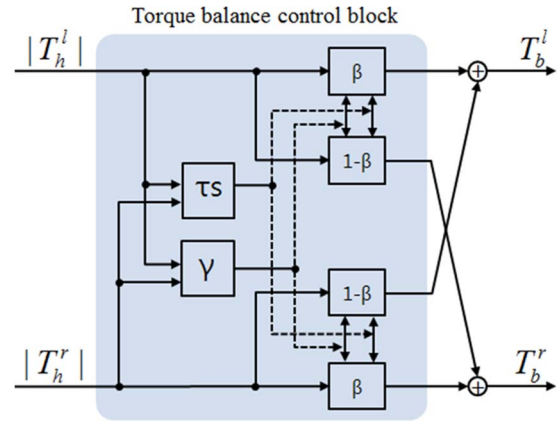 Torque balance control block
|T_h^l|
β
+
T_b^l
1-β
τs
γ
1-β
|T_h^r|
β
+
T_b^r